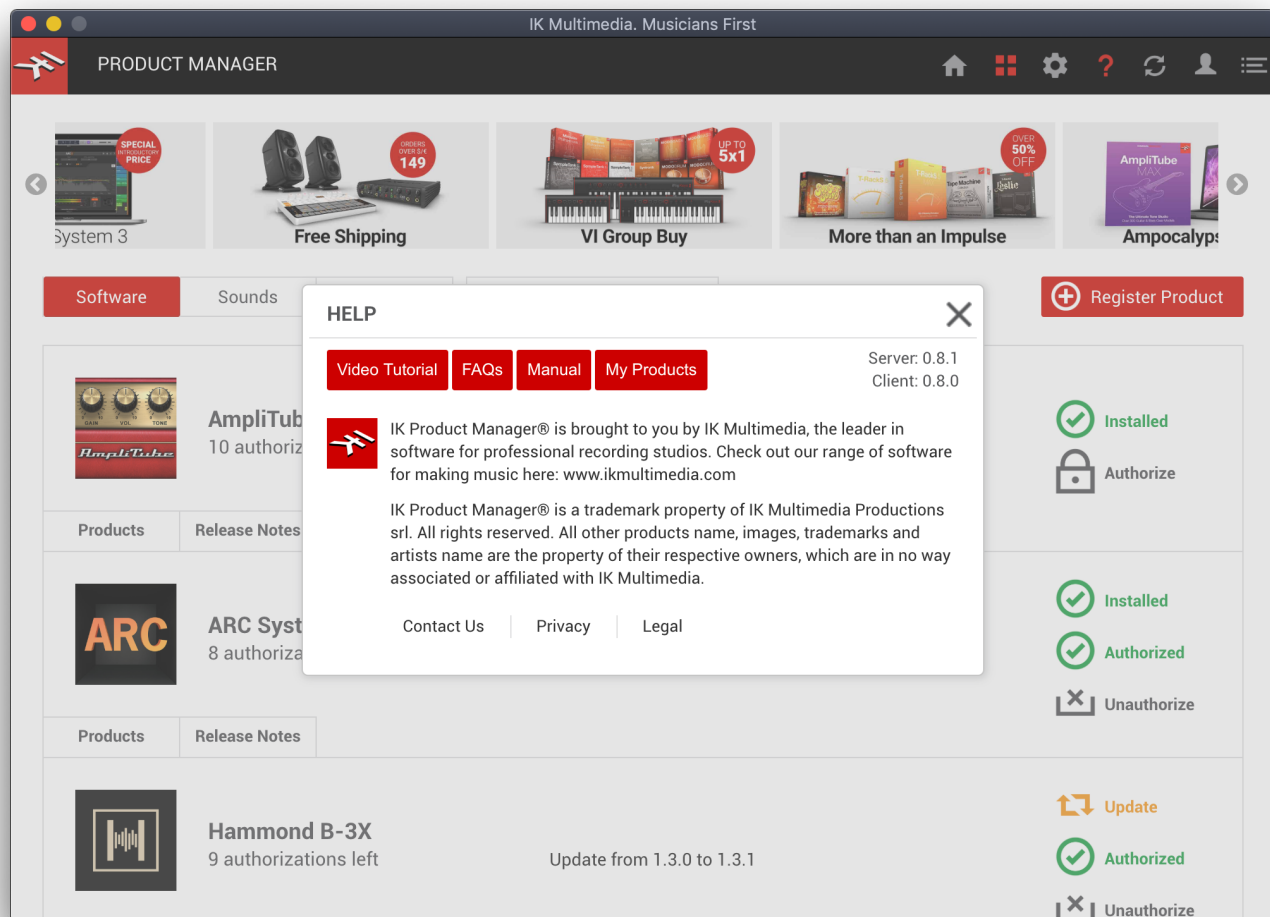 IK Multimedia. Musicians First
PRODUCT MANAGER
SPECIAL
INTRODUCTORY
PRICE
System 3
ORDERS
OVER $/€
149
Free Shipping
UP TO
5x1
VI Group Buy
OVER
50%
OFF
More than an Impulse
AmpliTube
MAX
Ampocalyps
Software
Sounds
Register Product
HELP
Video Tutorial
FAQs
Manual
My Products
Server: 0.8.1
Client: 0.8.0
IK Product Manager® is brought to you by IK Multimedia, the leader in
software for professional recording studios. Check out our range of software
for making music here: www.ikmultimedia.com
IK Product Manager® is a trademark property of IK Multimedia Productions
srl. All rights reserved. All other products name, images, trademarks and
artists name are the property of their respective owners, which are in no way
associated or affiliated with IK Multimedia.
Contact Us
Privacy
Legal
GAIN VOL TONE
AmpliTube
AmpliTub
10 authoriz
Installed
Authorize
Products
Release Notes
ARC
ARC Syst
8 authoriza
Installed
Authorized
Unauthorize
Products
Release Notes
Hammond B-3X
9 authorizations left
Update from 1.3.0 to 1.3.1
Update
Authorized
Unauthorize